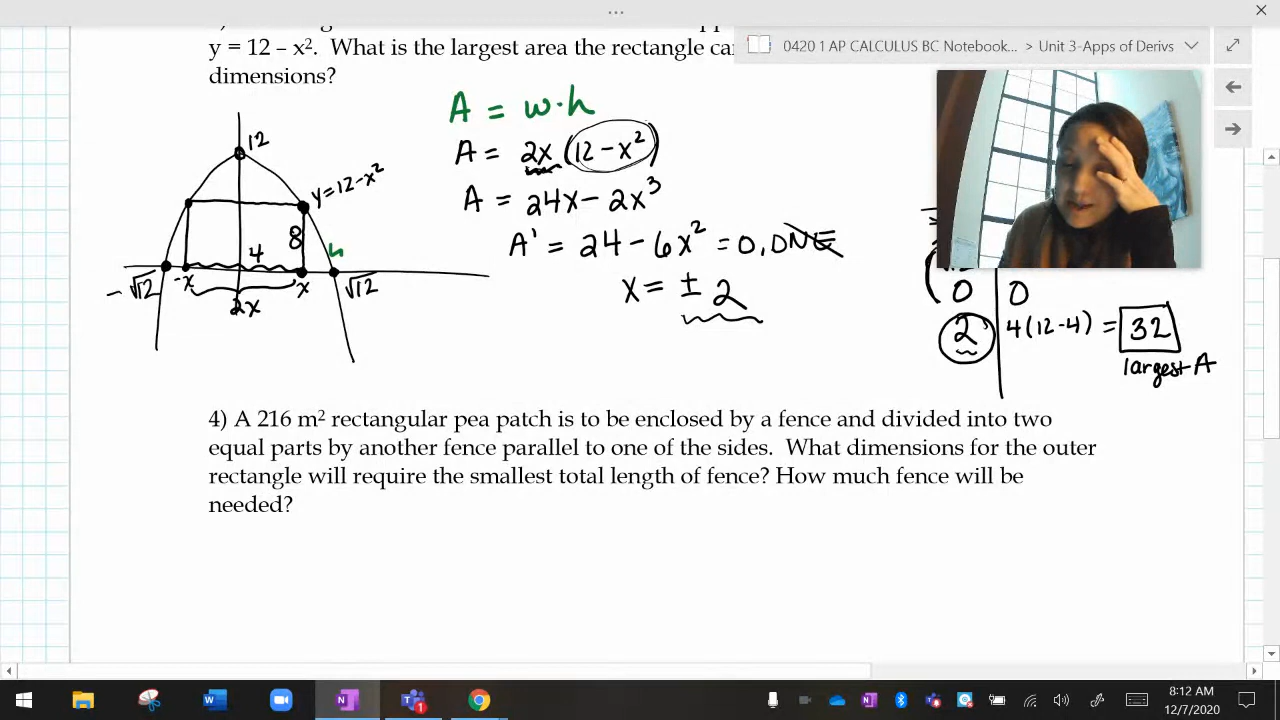 0420 1 AP CALCULUS BC Notebook... > Unit 3-Apps of Derivs
y = 12 – x². What is the largest area the rectangle
dimensions?
A = w·h
A = 2x(12-x²)
A = 24x-2x³
A' = 24-6x² = 0, DNE
x = ± 2
12
y=12-x²
8
h
4
-√12
-x
x
√12
2x
0 0
2 4(12-4) = 32
largest A
4) A 216 m² rectangular pea patch is to be enclosed by a fence and divided into two
equal parts by another fence parallel to one of the sides. What dimensions for the outer
rectangle will require the smallest total length of fence? How much fence will be
needed?
8:12 AM
12/7/2020